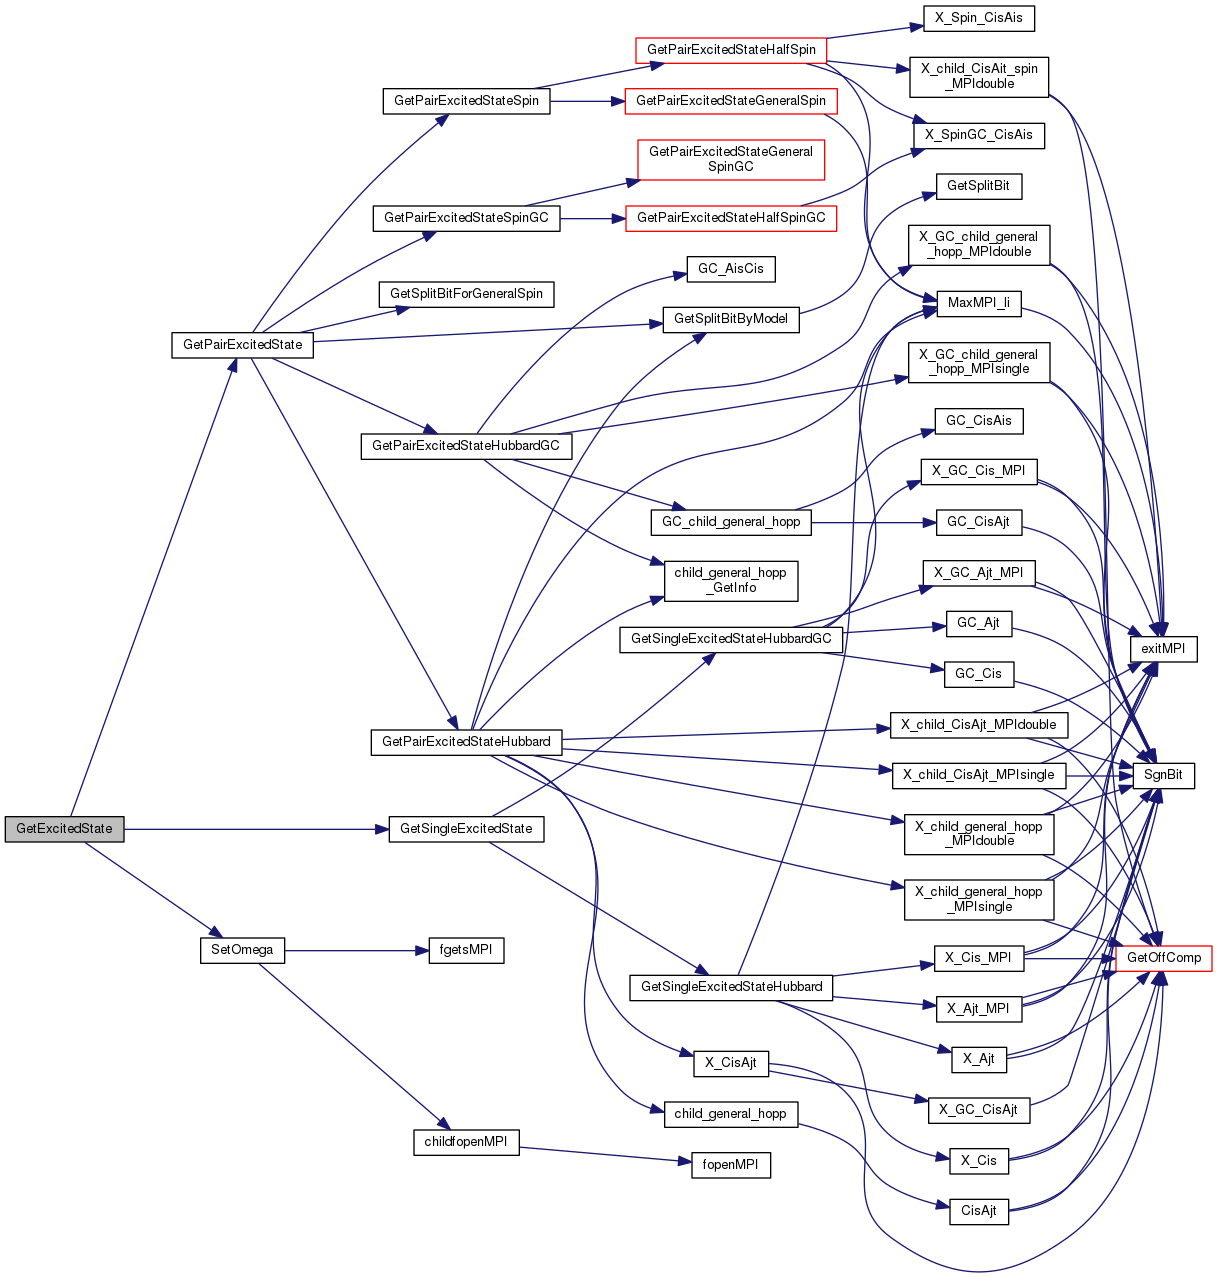 GetExcitedState
GetPairExcitedState
GetSingleExcitedState
SetOmega
GetPairExcitedStateSpin
GetPairExcitedStateSpinGC
GetSplitBitForGeneralSpin
GetPairExcitedStateHubbardGC
GetPairExcitedStateHubbard
fgetsMPI
childfopenMPI
GetPairExcitedStateHalfSpin
GetPairExcitedStateGeneralSpin
GetPairExcitedStateGeneral
SpinGC
GetPairExcitedStateHalfSpinGC
GC_AisCis
GetSplitBitByModel
GC_child_general_hopp
child_general_hopp
_GetInfo
GetSingleExcitedStateHubbardGC
GetSingleExcitedStateHubbard
X_CisAjt
child_general_hopp
fopenMPI
X_Spin_CisAis
X_child_CisAit_spin
_MPIdouble
X_SpinGC_CisAis
GetSplitBit
X_GC_child_general
_hopp_MPIdouble
MaxMPI_li
X_GC_child_general
_hopp_MPIsingle
GC_CisAis
X_GC_Cis_MPI
GC_CisAjt
X_GC_Ajt_MPI
GC_Ajt
GC_Cis
X_child_CisAjt_MPIdouble
X_child_CisAjt_MPIsingle
X_child_general_hopp
_MPIdouble
X_child_general_hopp
_MPIsingle
X_Cis_MPI
X_Ajt_MPI
X_Ajt
X_GC_CisAjt
X_Cis
CisAjt
exitMPI
SgnBit
GetOffComp